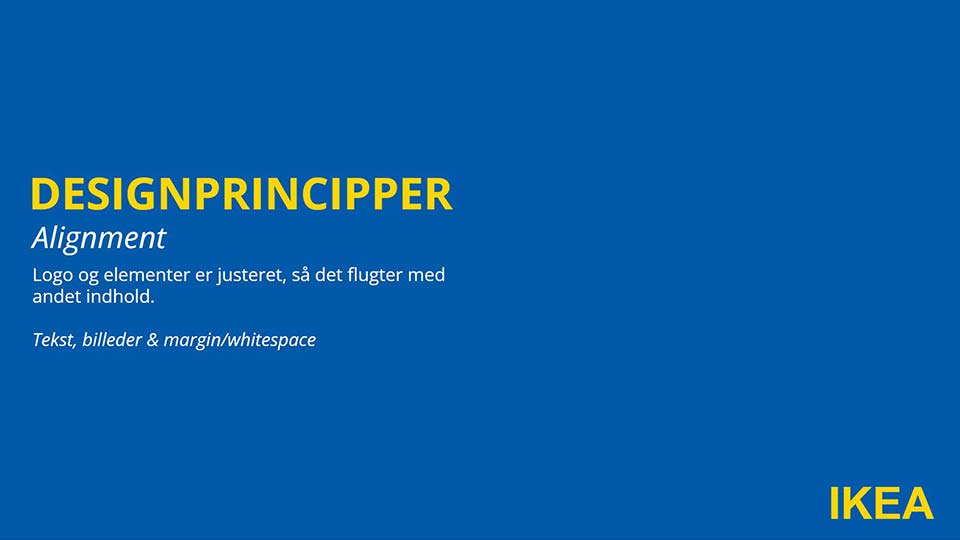 DESIGNPRINCIPPER
Alignment
Logo og elementer er justeret, så det flugter med
andet indhold.
Tekst, billeder & margin/whitespace
IKEA